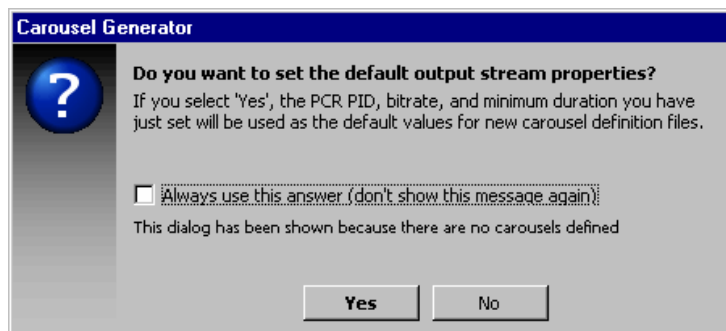 Carousel Generator
?
Do you want to set the default output stream properties?
If you select 'Yes', the PCR PID, bitrate, and minimum duration you have
just set will be used as the default values for new carousel definition files.
Always use this answer (don't show this message again)
This dialog has been shown because there are no carousels defined
Yes
No